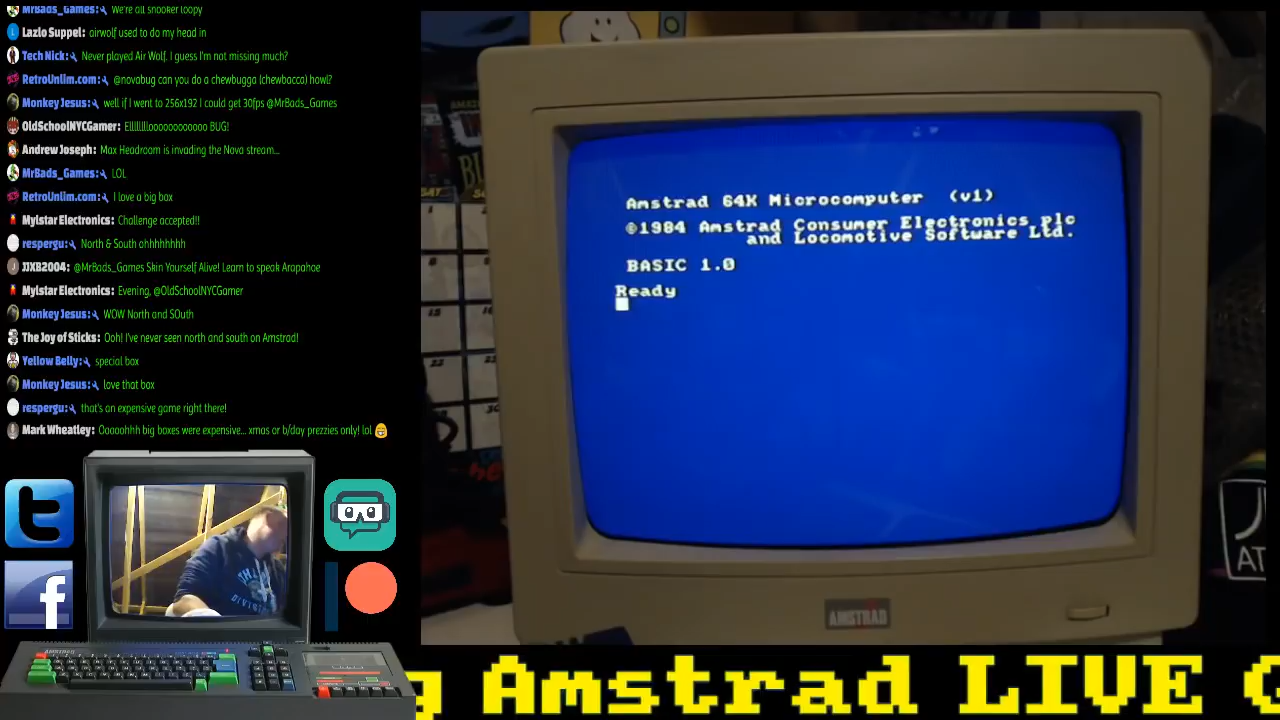 MrBads_Games: We're all snooker loopy
Lazlo Suppel: airwolf used to do my head in
Tech Nick: Never played Air Wolf. I guess I'm not missing much?
RetroUnlim.com: @novabug can you do a chewbugga (chewbacca) howl?
Monkey Jesus: well if I went to 256x192 I could get 30fps @MrBads_Games
OldSchoolNYCGamer: Ellllllllooooooooooo BUG!
Andrew Joseph: Max Headroom is invading the Nova stream...
MrBads_Games: LOL
RetroUnlim.com: I love a big box
Mylstar Electronics: Challenge accepted!!
respergu: North & South ohhhhhhhh
JJXB2004: @MrBads_Games Skin Yourself Alive! Learn to speak Arapahoe
Mylstar Electronics: Evening, @OldSchoolNYCGamer
Monkey Jesus: WOW North and SOuth
The Joy of Sticks: Ooh! I've never seen north and south on Amstrad!
Yellow Belly: special box
Monkey Jesus: love that box
respergu: that's an expensive game right there!
Mark Wheatley: Ooooohhh big boxes were expensive... xmas or b/day prezzies only! lol
Amstrad 64K Microcomputer (v1)
©1984 Amstrad Consumer Electronics plc
and Locomotive Software Ltd.
BASIC 1.0
Ready
AMSTRAD
g Amstrad LIVE